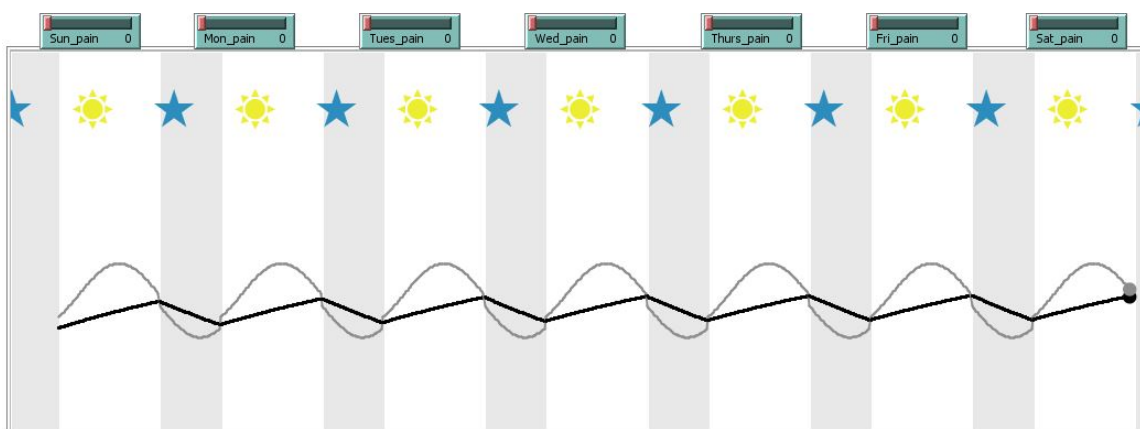 Sun_pain 0
Mon_pain 0
Tues_pain 0
Wed_pain 0
Thurs_pain 0
Fri_pain 0
Sat_pain 0